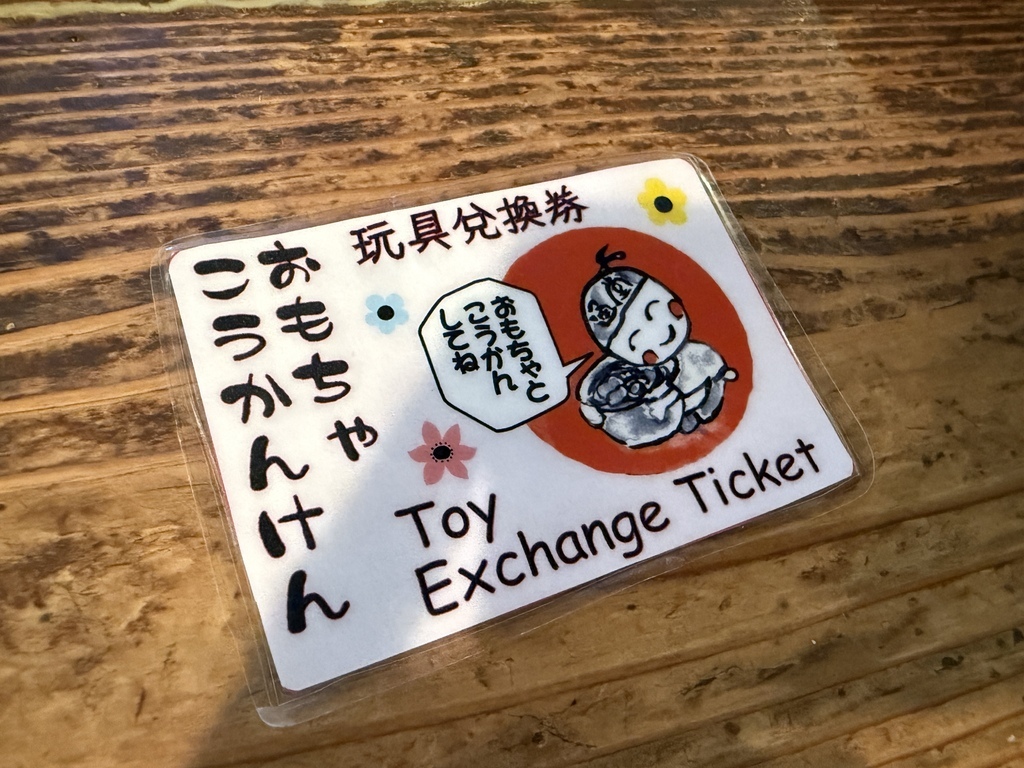 玩具兌換券
おもちゃ
こうかんけん
おもちゃと
こうかん
してね
Toy
Exchange Ticket